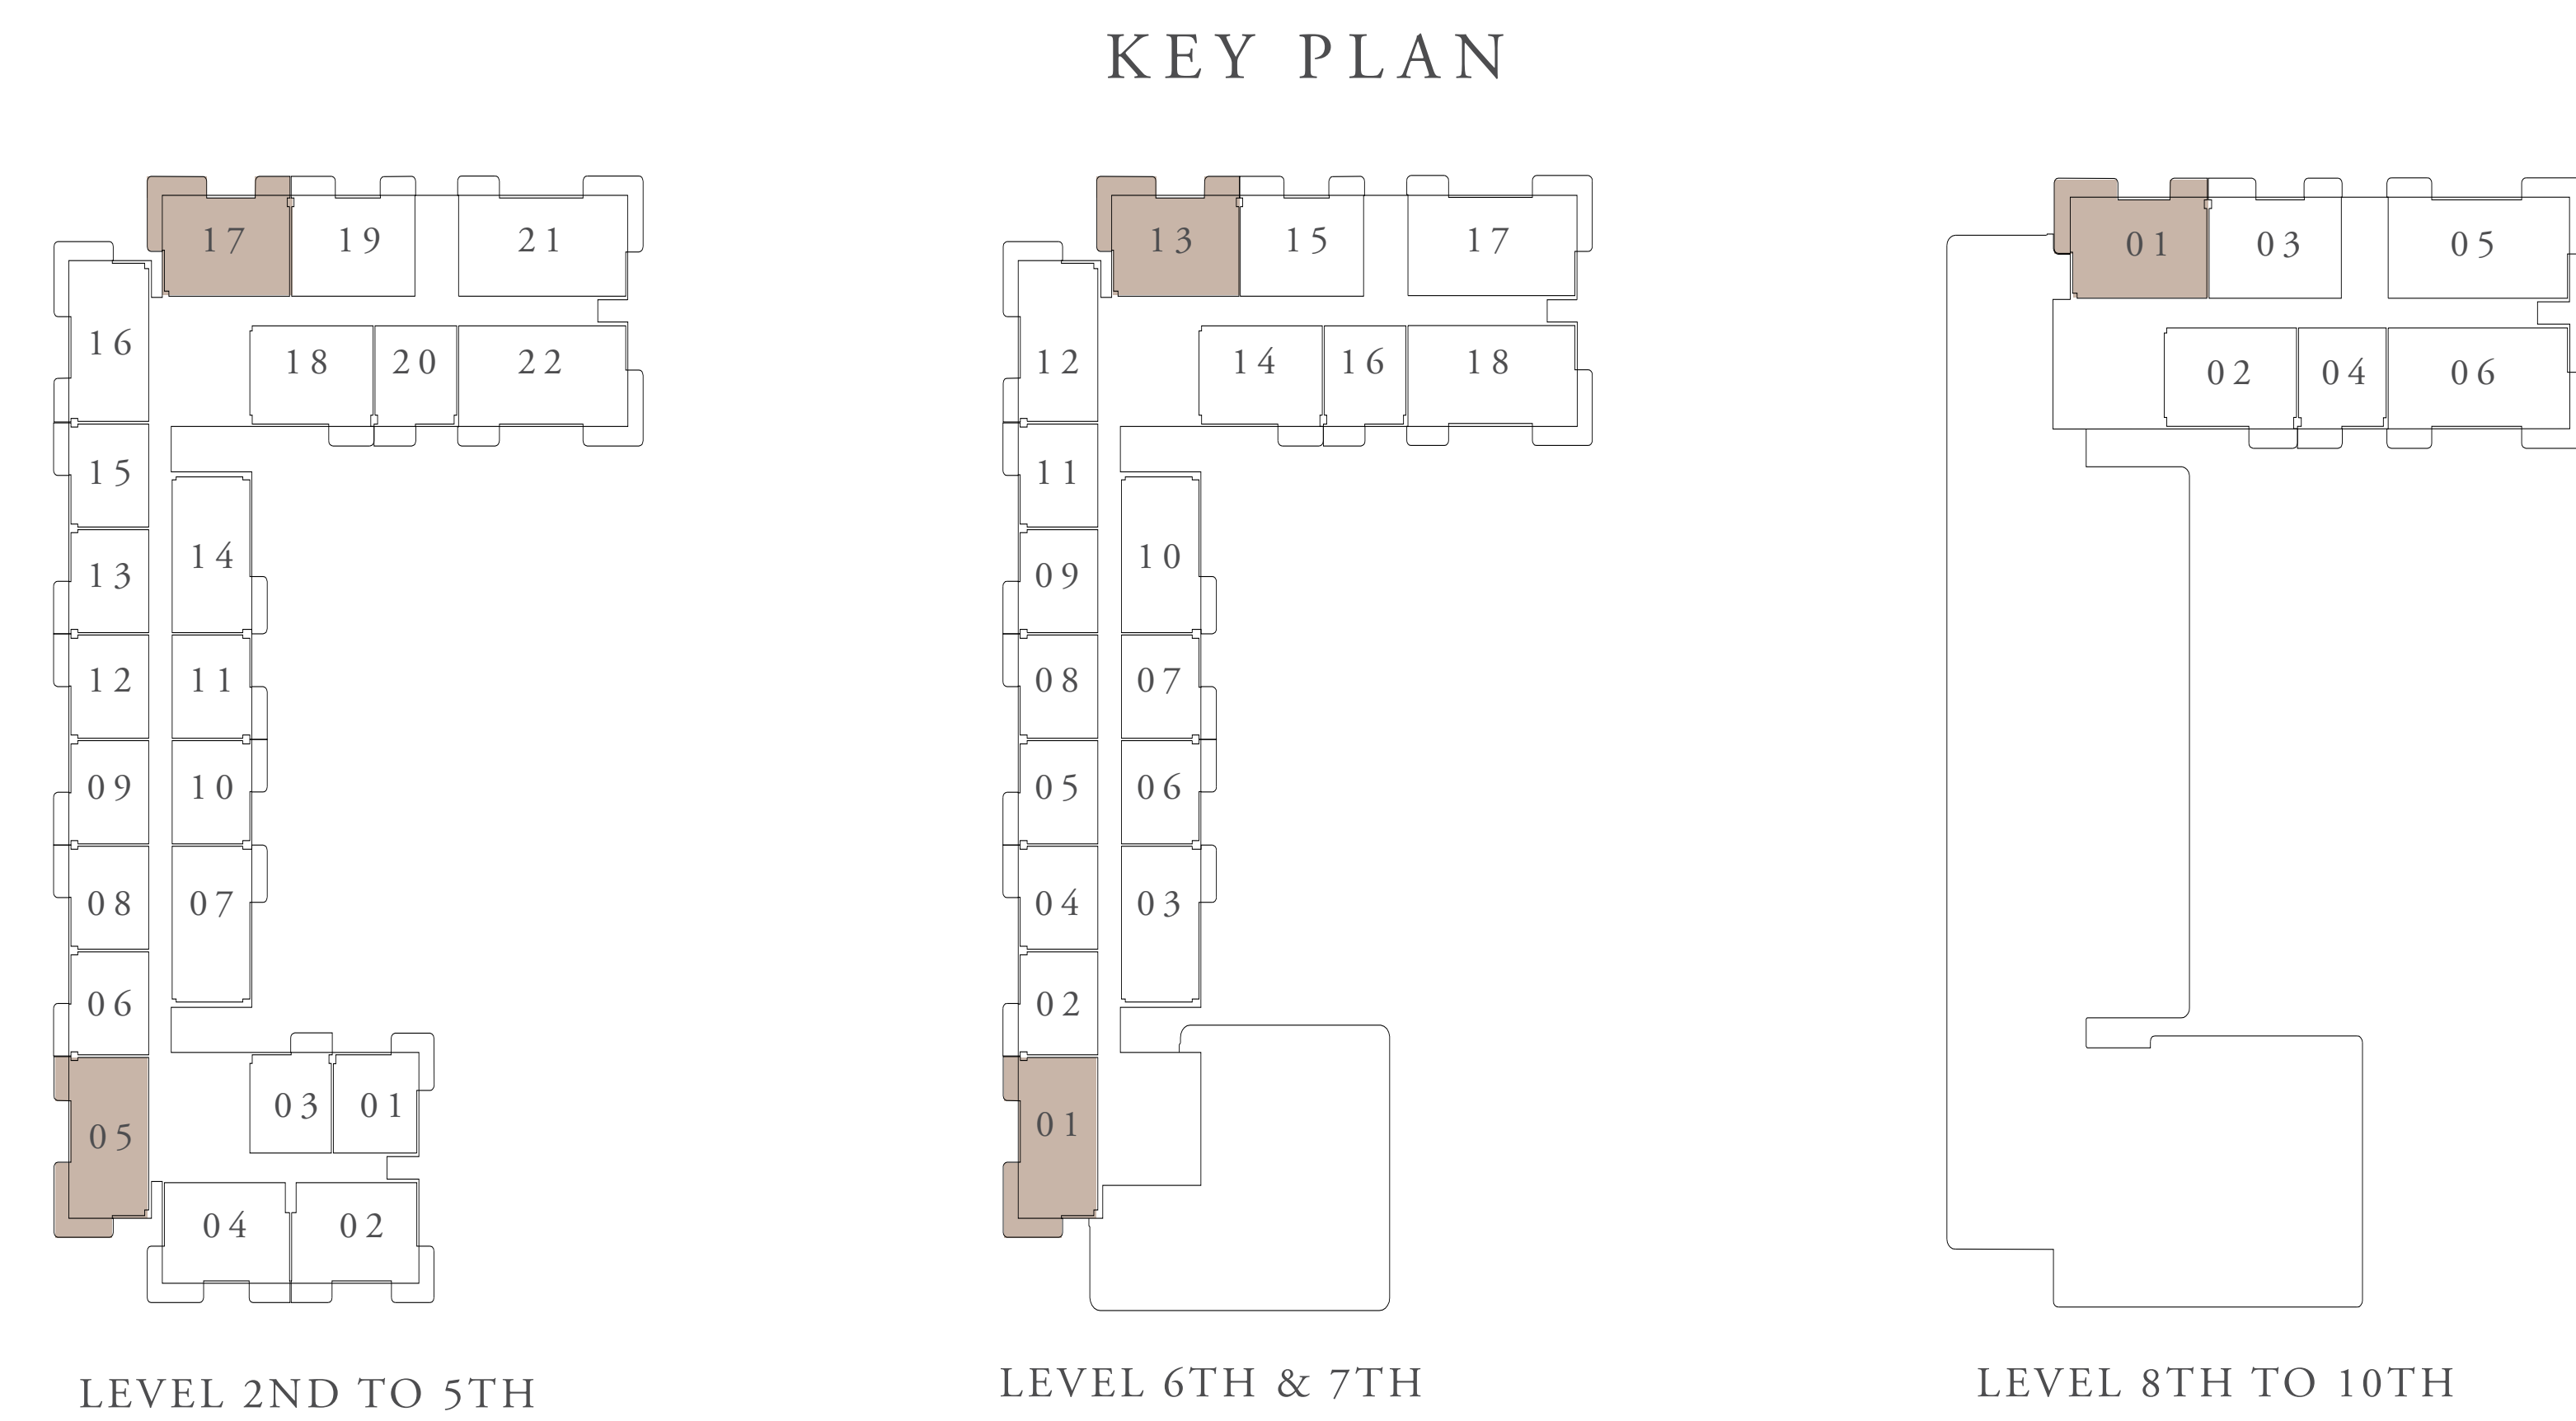 KEY PLAN
17 19 21
16
18 20 22
15
14
13
12 11
09 10
08 07
06
03 01
05
04 02
LEVEL 2ND TO 5TH
13 15 17
12 14 16 18
11
10
09
08 07
05 06
04 03
02
01
LEVEL 6TH & 7TH
01 03 05
02 04 06
LEVEL 8TH TO 10TH